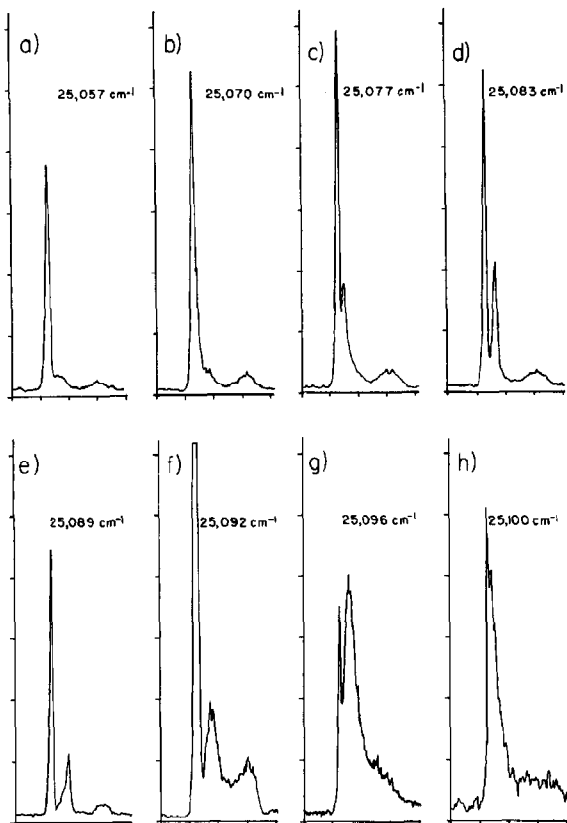 a)
25,057 cm⁻¹
b)
25,070 cm⁻¹
c)
25,077 cm⁻¹
d)
25,083 cm⁻¹
e)
25,089 cm⁻¹
f)
25,092 cm⁻¹
g)
25,096 cm⁻¹
h)
25,100 cm⁻¹